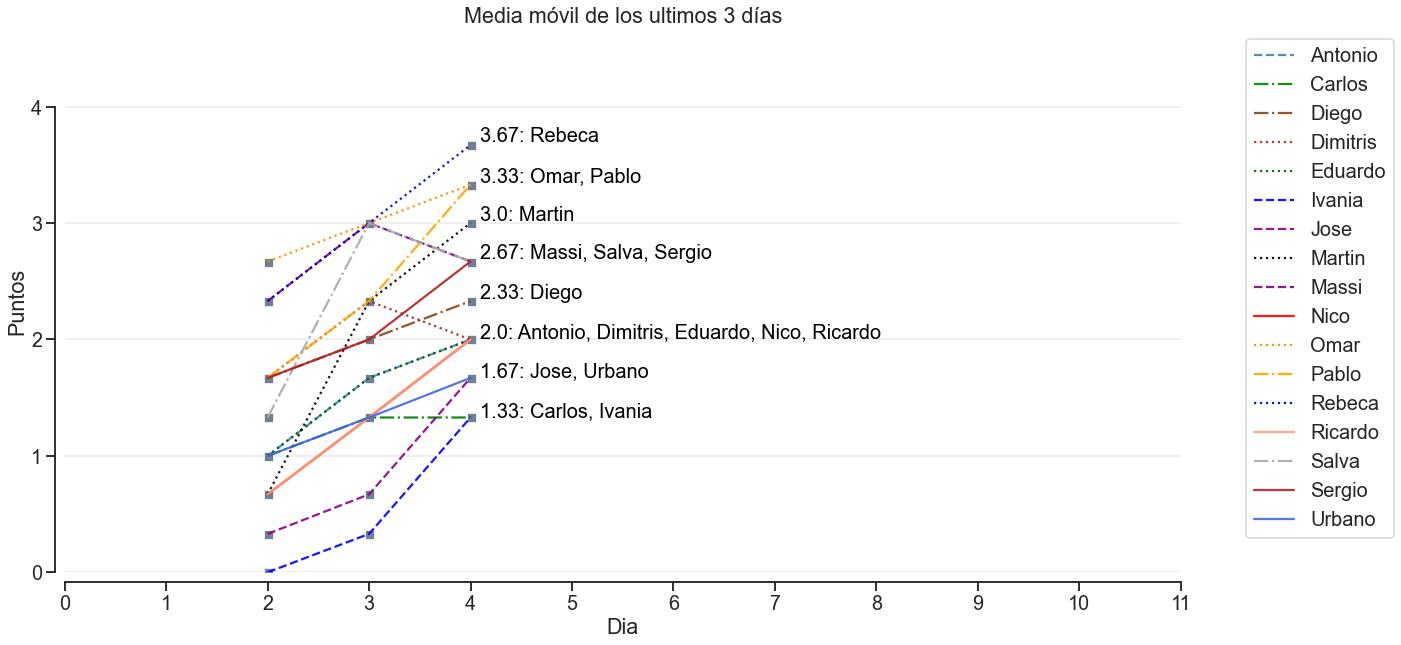 Media móvil de los ultimos 3 días
Puntos
4
3
2
1
0
3.67: Rebeca
3.33: Omar, Pablo
3.0: Martin
2.67: Massi, Salva, Sergio
2.33: Diego
2.0: Antonio, Dimitris, Eduardo, Nico, Ricardo
1.67: Jose, Urbano
1.33: Carlos, Ivania
0 1 2 3 4 5 6 7 8 9 10 11
Dia
Antonio
Carlos
Diego
Dimitris
Eduardo
Ivania
Jose
Martin
Massi
Nico
Omar
Pablo
Rebeca
Ricardo
Salva
Sergio
Urbano